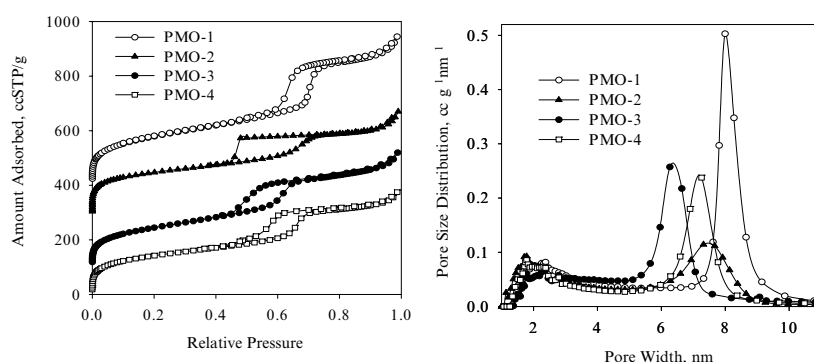 1000
800
600
400
200
0
Amount Adsorbed, ccSTP/g
PMO-1
PMO-2
PMO-3
PMO-4
0.0 0.2 0.4 0.6 0.8 1.0
Relative Pressure
0.5
0.4
0.3
0.2
0.1
0.0
Pore Size Distribution, cc g⁻¹nm⁻¹
PMO-1
PMO-2
PMO-3
PMO-4
2 4 6 8 10
Pore Width, nm